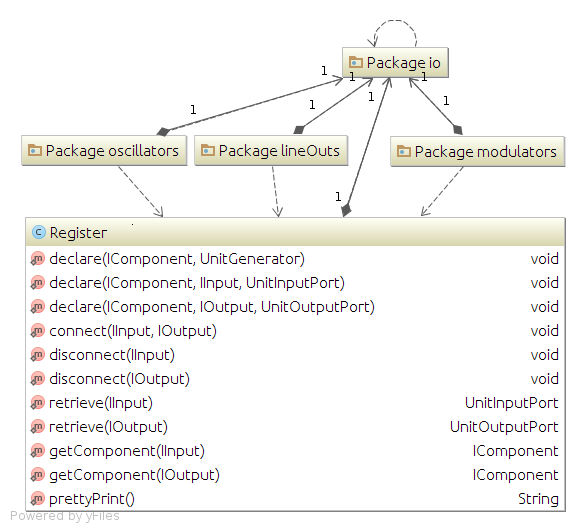 Package io
1
1
1
1
1
1
1
1
Package oscillators
Package lineOuts
Package modulators
C Register
m declare(IComponent, UnitGenerator) void
m declare(IComponent, IInput, UnitInputPort) void
m declare(IComponent, IOutput, UnitOutputPort) void
m connect(IInput, IOutput) void
m disconnect(IInput) void
m disconnect(IOutput) void
m retrieve(IInput) UnitInputPort
m retrieve(IOutput) UnitOutputPort
m getComponent(IInput) IComponent
m getComponent(IOutput) IComponent
m prettyPrint() String
Powered by yFiles